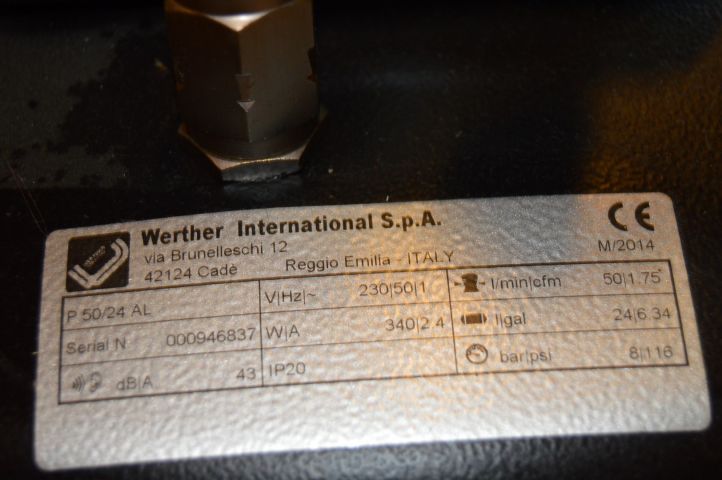 Werther International S.p.A.
via Brunelleschi 12
42124 Cadè Reggio Emilia - ITALY
CE
M/2014
P 50/24 AL
Serial N 000946837
dB|A 43
V|Hz|~ 230|50|1
W|A 340|2.4
IP20
l/min|cfm 50|1.75
l|gal 24|6.34
bar|psi 8|116